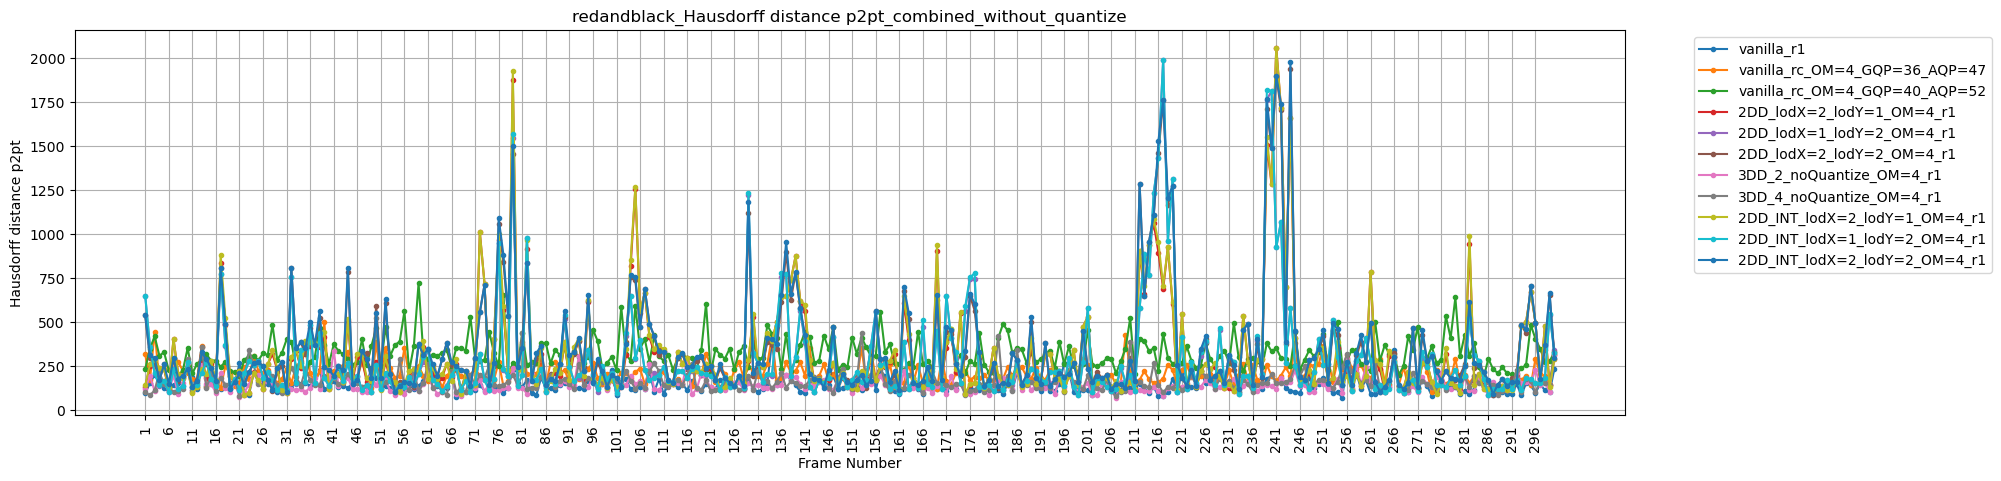 redandblack_Hausdorff distance p2pt_combined_without_quantize
Hausdorff distance p2pt
2000
1750
1500
1250
1000
750
500
250
0
1 6 11 16 21 26 31 36 41 46 51 56 61 66 71 76 81 86 91 96 101 106 111 116 121 126 131 136 141 146 151 156 161 166 171 176 181 186 191 196 201 206 211 216 221 226 231 236 241 246 251 256 261 266 271 276 281 286 291 296
Frame Number
vanilla_r1
vanilla_rc_OM=4_GQP=36_AQP=47
vanilla_rc_OM=4_GQP=40_AQP=52
2DD_lodX=2_lodY=1_OM=4_r1
2DD_lodX=1_lodY=2_OM=4_r1
2DD_lodX=2_lodY=2_OM=4_r1
3DD_2_noQuantize_OM=4_r1
3DD_4_noQuantize_OM=4_r1
2DD_INT_lodX=2_lodY=1_OM=4_r1
2DD_INT_lodX=1_lodY=2_OM=4_r1
2DD_INT_lodX=2_lodY=2_OM=4_r1